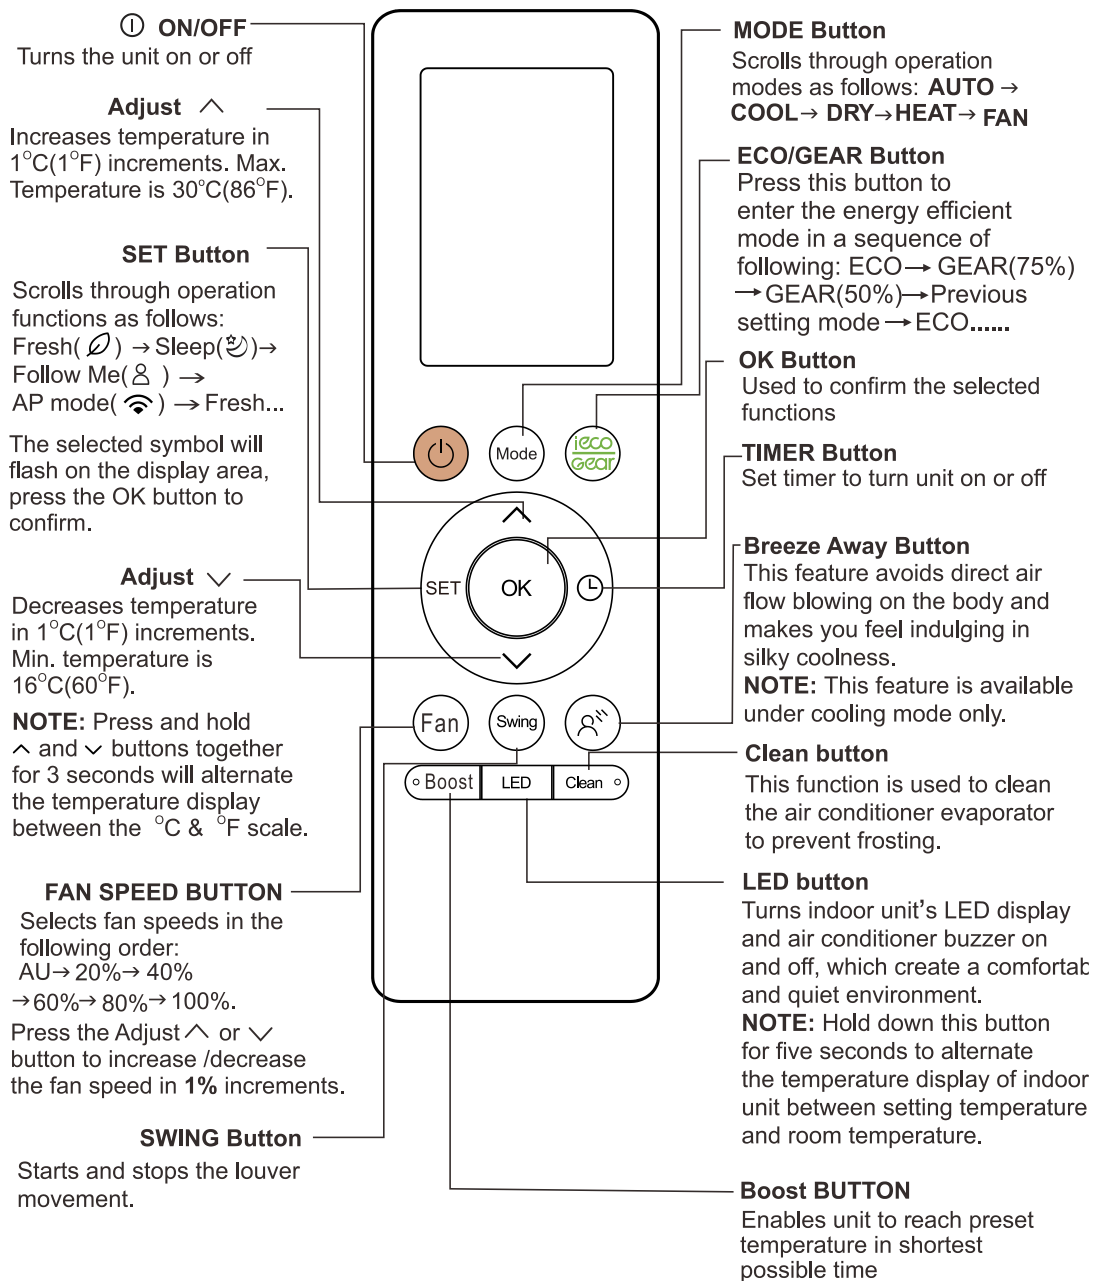 ON/OFF
Turns the unit on or off
Adjust ∧
Increases temperature in
1°C(1°F) increments. Max.
Temperature is 30°C(86°F).
SET Button
Scrolls through operation
functions as follows:
Fresh( ) → Sleep( )→
Follow Me( ) →
AP mode( ) → Fresh...
The selected symbol will
flash on the display area,
press the OK button to
confirm.
Adjust ∨
Decreases temperature
in 1°C(1°F) increments.
Min. temperature is
16°C(60°F).
NOTE: Press and hold
∧ and ∨ buttons together
for 3 seconds will alternate
the temperature display
between the °C & °F scale.
FAN SPEED BUTTON
Selects fan speeds in the
following order:
AU→ 20%→ 40%
→60%→ 80%→100%.
Press the Adjust ∧ or ∨
button to increase /decrease
the fan speed in 1% increments.
SWING Button
Starts and stops the louver
movement.
Mode
ieco
Gear
SET
OK
Fan
Swing
Boost
LED
Clean
MODE Button
Scrolls through operation
modes as follows: AUTO →
COOL→ DRY→HEAT→ FAN
ECO/GEAR Button
Press this button to
enter the energy efficient
mode in a sequence of
following: ECO→ GEAR(75%)
→GEAR(50%)→Previous
setting mode →ECO......
OK Button
Used to confirm the selected
functions
TIMER Button
Set timer to turn unit on or off
Breeze Away Button
This feature avoids direct air
flow blowing on the body and
makes you feel indulging in
silky coolness.
NOTE: This feature is available
under cooling mode only.
Clean button
This function is used to clean
the air conditioner evaporator
to prevent frosting.
LED button
Turns indoor unit's LED display
and air conditioner buzzer on
and off, which create a comfortab
and quiet environment.
NOTE: Hold down this button
for five seconds to alternate
the temperature display of indoor
unit between setting temperature
and room temperature.
Boost BUTTON
Enables unit to reach preset
temperature in shortest
possible time